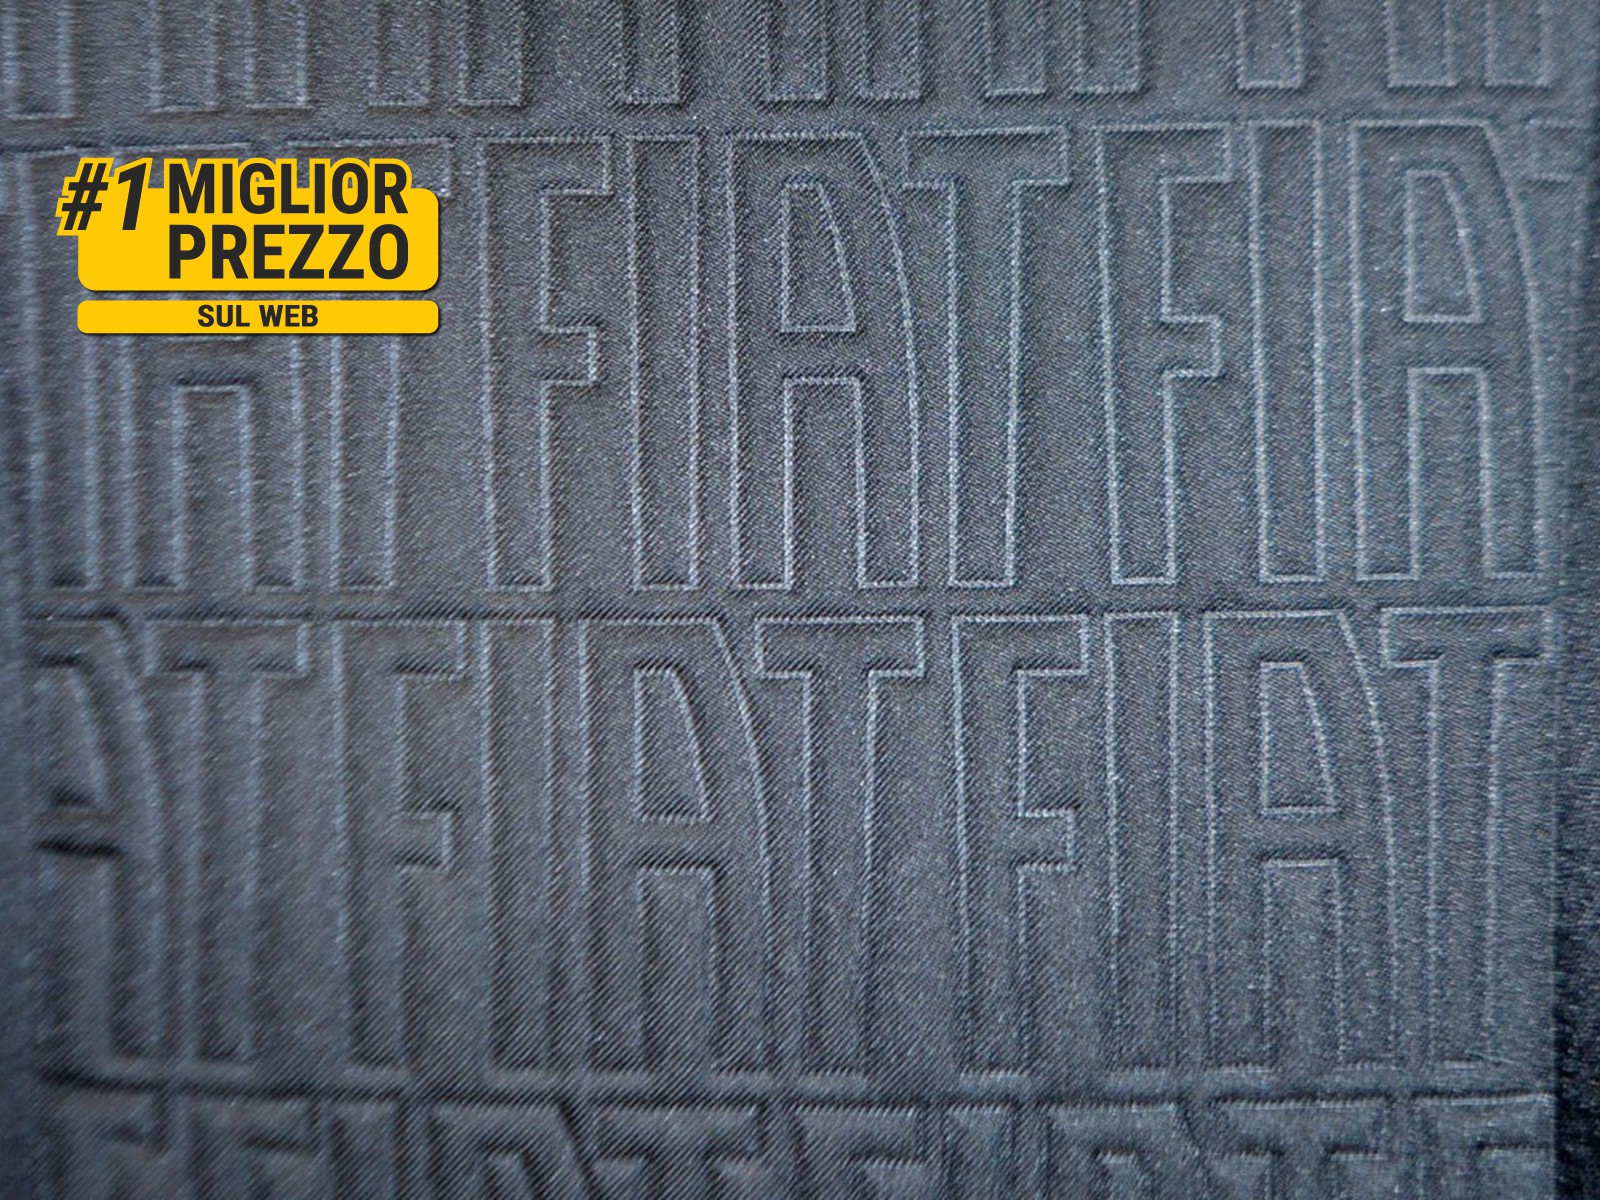 #1 MIGLIOR
PREZZO
SUL WEB
FIAT FIAT
FIAT FIAT